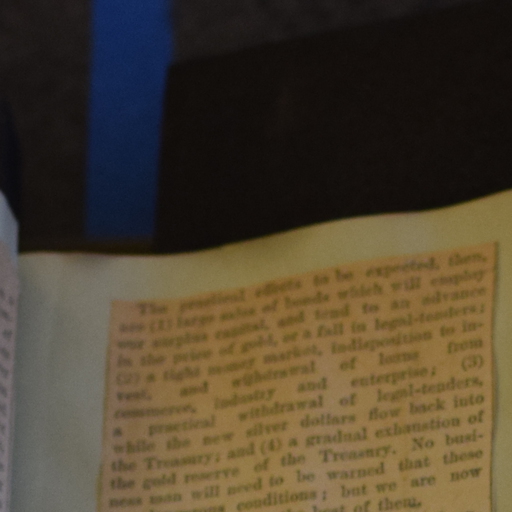 The practical effects to be expected, then,
are (1) large sales of bonds which will employ
our surplus capital, and tend to an advance
in the price of gold, or a fall in legal-tenders;
(2) a tight money market, indisposition to in-
vest, and withdrawal of loans from
commerce, industry and enterprise; (3)
a practical withdrawal of legal-tenders,
while the new silver dollars flow back into
the Treasury; and (4) a gradual exhaustion of
the gold reserve of the Treasury. No busi-
ness man will need to be warned that these
conditions; but we are now
best of them.